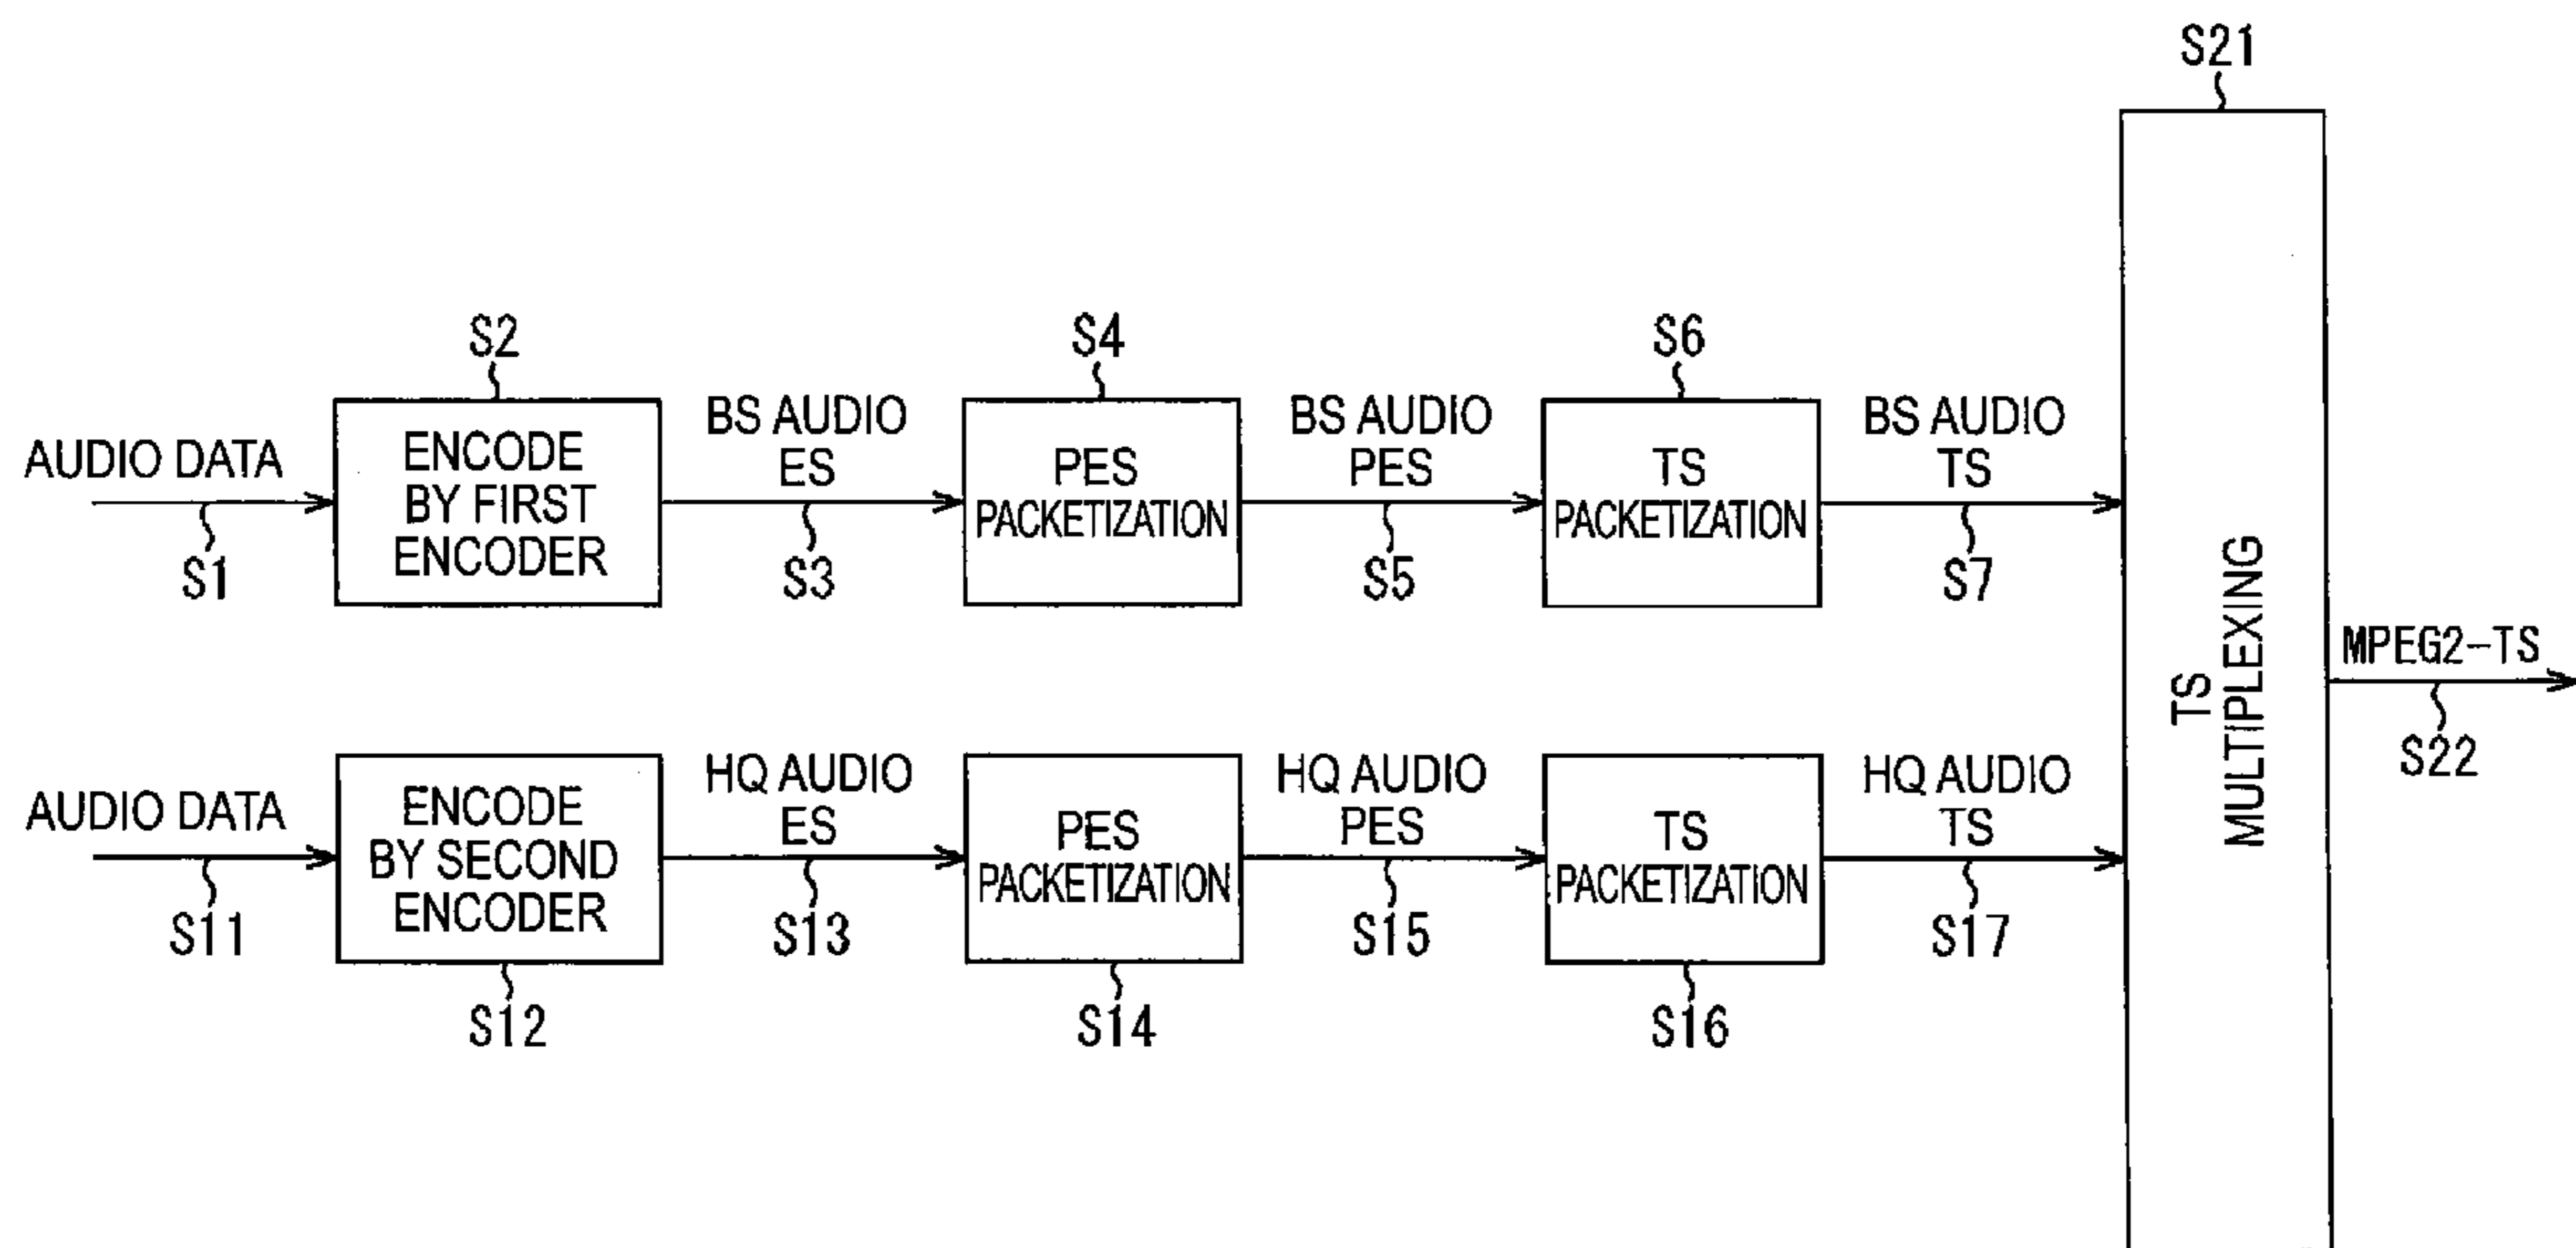 S21
S2
S4
S6
AUDIO DATA
ENCODE
BY FIRST
ENCODER
BS AUDIO
ES
PES
PACKETIZATION
BS AUDIO
PES
TS
PACKETIZATION
BS AUDIO
TS
S1
S3
S5
S7
TS
MULTIPLEXING
MPEG2-TS
S22
AUDIO DATA
ENCODE
BY SECOND
ENCODER
HQ AUDIO
ES
PES
PACKETIZATION
HQ AUDIO
PES
TS
PACKETIZATION
HQ AUDIO
TS
S11
S13
S15
S17
S12
S14
S16